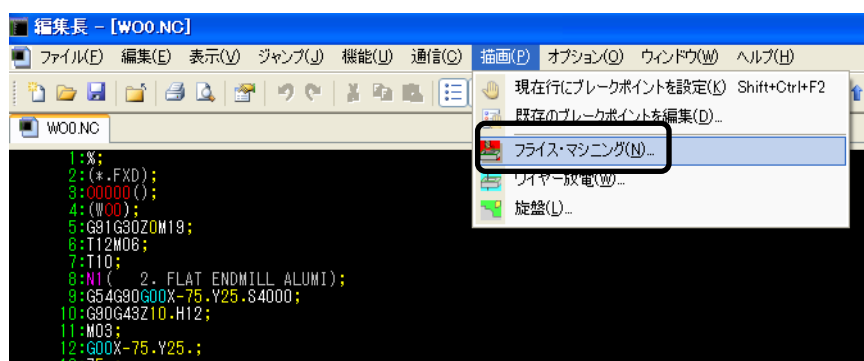 編集長 - [WO0.NC]
ファイル(F) 編集(E) 表示(V) ジャンプ(J) 機能(U) 通信(C) 描画(P) オプション(O) ウィンドウ(W) ヘルプ(H)
現在行にブレークポイントを設定(K) Shift+Ctrl+F2
既存のブレークポイントを編集(D)...
WO0.NC
フライス・マシニング(N)...
ワイヤー放電(W)...
旋盤(L)...
1:%;
2:(*.FXD);
3:O0000();
4:(WO0);
5:G91G30Z0M19;
6:T12M06;
7:T10;
8:N1( 2. FLAT ENDMILL ALUMI);
9:G54G90G00X-75.Y25.S4000;
10:G90G43Z10.H12;
11:M03;
12:G00X-75.Y25.;